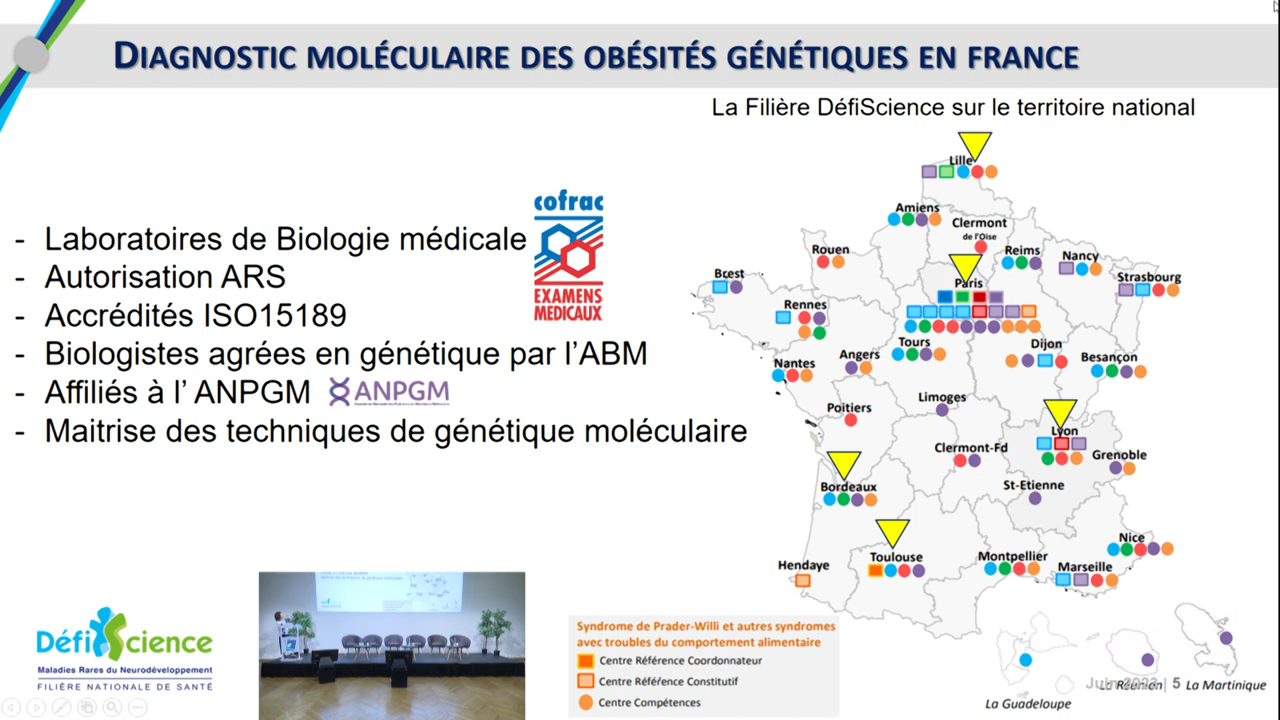 DIAGNOSTIC MOLÉCULAIRE DES OBÉSITÉS GÉNÉTIQUES EN FRANCE
La Filière DéfiScience sur le territoire national
- Laboratoires de Biologie médicale
- Autorisation ARS
- Accrédités ISO15189
- Biologistes agrées en génétique par l’ABM
- Affiliés à l’ ANPGM
- Maitrise des techniques de génétique moléculaire
cofrac
EXAMENS
MEDICAUX
ANPGM
Lille
Amiens
Clermont
de l'Oise
Rouen
Reims
Nancy
Brest
Paris
Strasbourg
Rennes
Tours
Dijon
Angers
Besançon
Nantes
Limoges
Poitiers
Lyon
Clermont-Fd
Grenoble
Bordeaux
St-Etienne
Nice
Toulouse
Montpellier
Hendaye
Marseille
Syndrome de Prader-Willi et autres syndromes
avec troubles du comportement alimentaire
Centre Référence Coordonnateur
Centre Référence Constitutif
Centre Compétences
La Guadeloupe
La Réunion
La Martinique
Juin 2023 | 5
DéfiScience
Maladies Rares du Neurodéveloppement
FILIÈRE NATIONALE DE SANTÉ